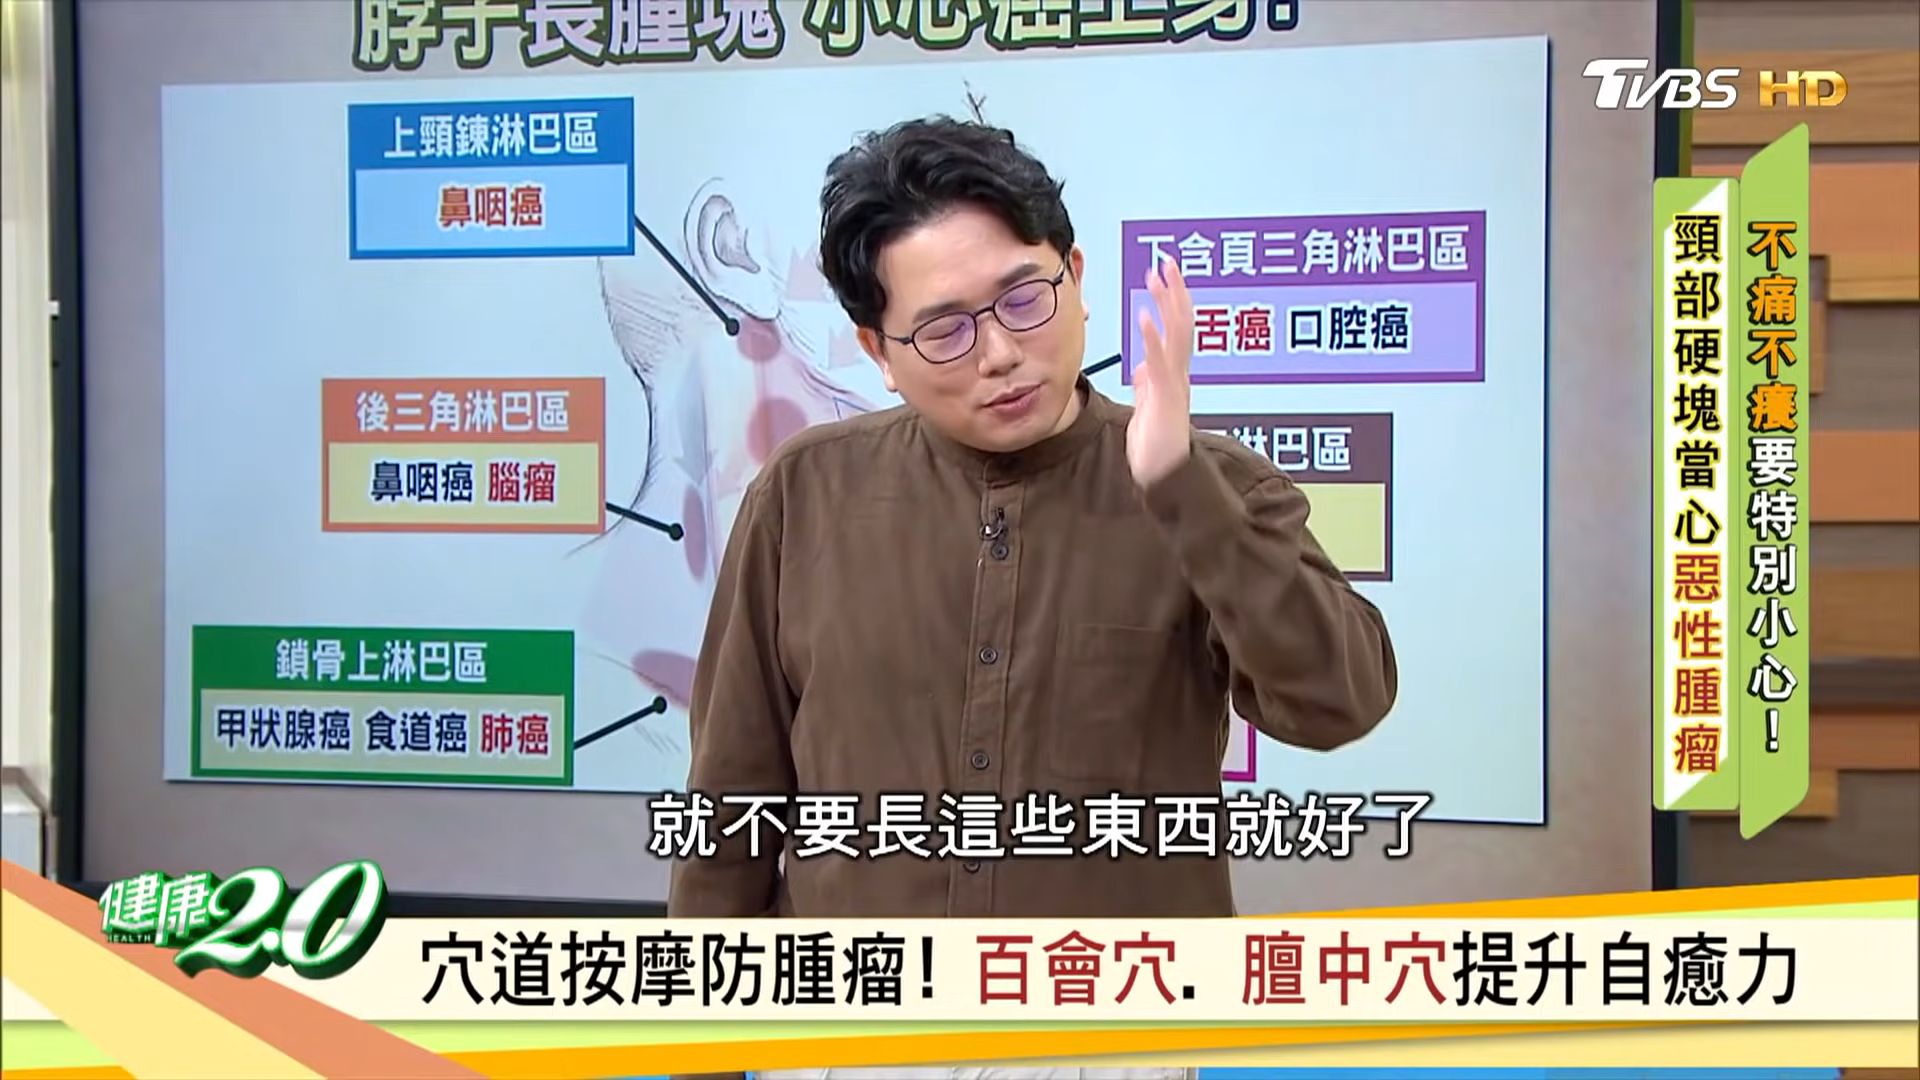 脖子長腫塊 小心癌上身!
TVBS HD
上頸鍊淋巴區
鼻咽癌
下含頁三角淋巴區
舌癌 口腔癌
後三角淋巴區
鼻咽癌 腦瘤
淋巴區
鎖骨上淋巴區
甲狀腺癌 食道癌 肺癌
不痛不癢要特別小心!
頸部硬塊當心惡性腫瘤
就不要長這些東西就好了
健康2.0
HEALTH
穴道按摩防腫瘤! 百會穴. 膻中穴提升自癒力